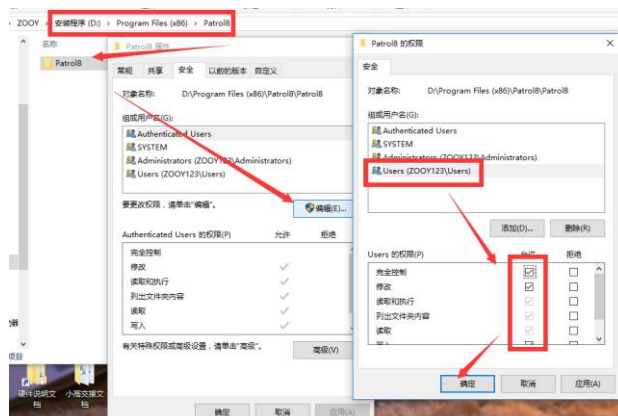 ZOOY › 安装程序 (D:) › Program Files (x86) › Patrol8
名称
Patrol8
Patrol8 属性
常规 共享 安全 以前的版本 自定义
对象名称: D:\Program Files (x86)\Patrol8\Patrol8
组或用户名(G):
Authenticated Users
SYSTEM
Administrators (ZOOY123\Administrators)
Users (ZOOY123\Users)
要更改权限，请单击"编辑"。
编辑(E)...
Authenticated Users 的权限(P) 允许 拒绝
完全控制
修改
读取和执行
列出文件夹内容
读取
写入
有关特殊权限或高级设置，请单击"高级"。
高级(V)
确定 取消 应用(A)
Patrol8 的权限
安全
对象名称: D:\Program Files (x86)\Patrol8\Patrol8
组或用户名(G):
Authenticated Users
SYSTEM
Administrators (ZOOY123\Administrators)
Users (ZOOY123\Users)
添加(D)... 删除(R)
Users 的权限(P) 允许 拒绝
完全控制
修改
读取和执行
列出文件夹内容
读取
确定 取消 应用(A)
项目
硬件说明文档
小高交接文档